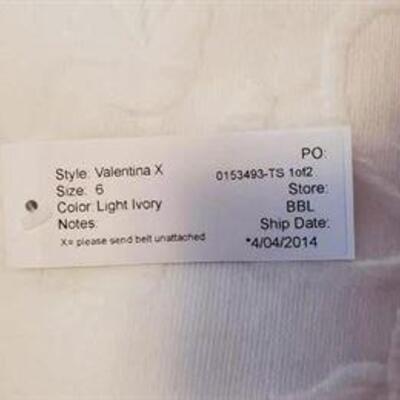 PO:
Style: Valentina X
0153493-TS 1of2
Size: 6
Store:
Color: Light Ivory
BBL
Notes:
Ship Date:
X= please send belt unattached
*4/04/2014